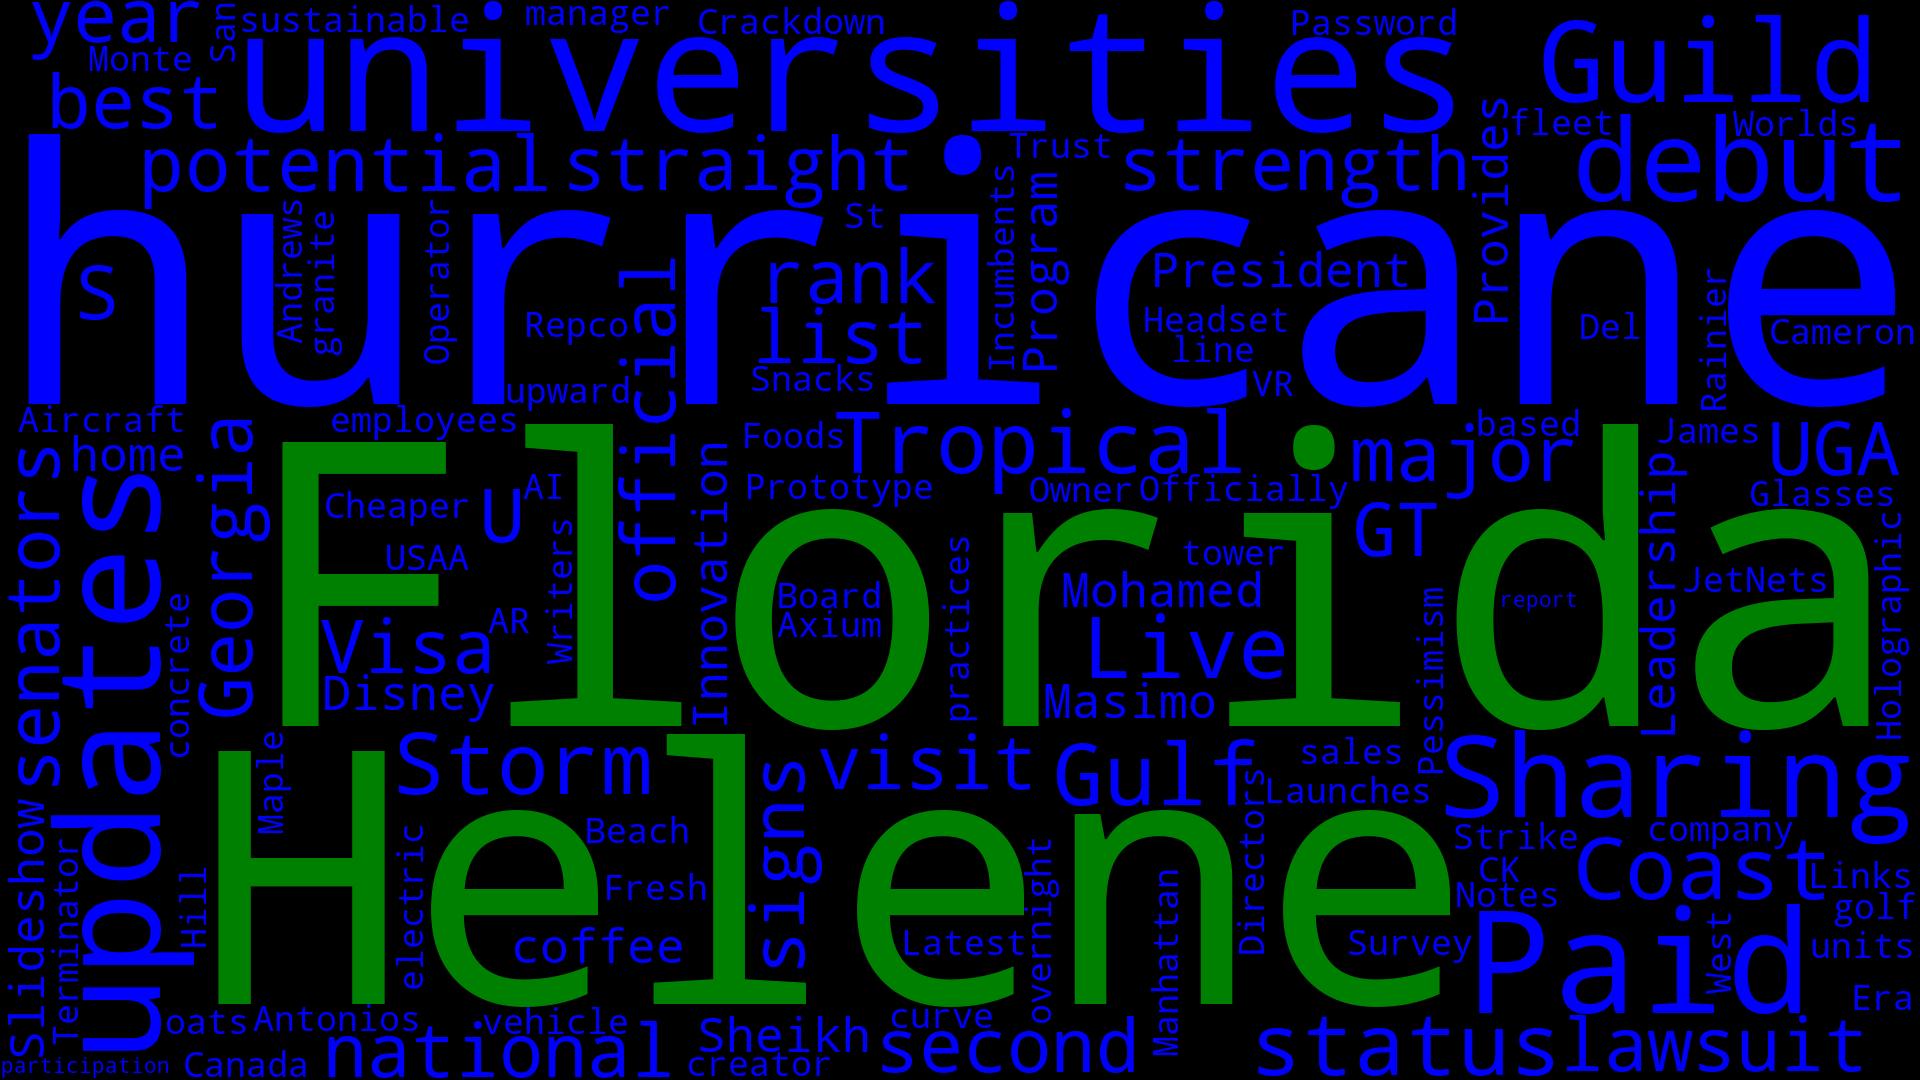 year
San
sustainable
manager
Crackdown
Password
Guild
Monte
universities
best
fleet
Worlds
potential
straight
Trust
strength
Provides
debut
hurricane
S
Andrews
granite
Operator
Repco
upward
official
St
rank
list
Snacks
Incumbents
Program
President
Headset
line
VR
Del
Rainier
Cameron
Aircraft
home
employees
Foods
Tropical
major
based
James
UGA
senators
updates
Georgia
Florida
Cheaper
U
AI
USAA
Writers
AR
Visa
Disney
Innovation
Prototype
Owner
Officially
GT
Glasses
tower
Board
Axium
practices
Mohamed
Live
Masimo
report
Leadership
JetNets
Holographic
Pessimism
concrete
Maple
Storm
signs
visit
Gulf
sales
Launches
Sharing
Helene
Beach
Fresh
coffee
electric
Hill
Slideshow
Terminator
Latest
overnight
Manhattan
Directors
Strike
company
CK
Notes
Coast
Links
golf
Survey
Paid
West
units
Era
oats
Antonios
vehicle
participation
Canada
national
Sheikh
creator
curve
second
status
lawsuit